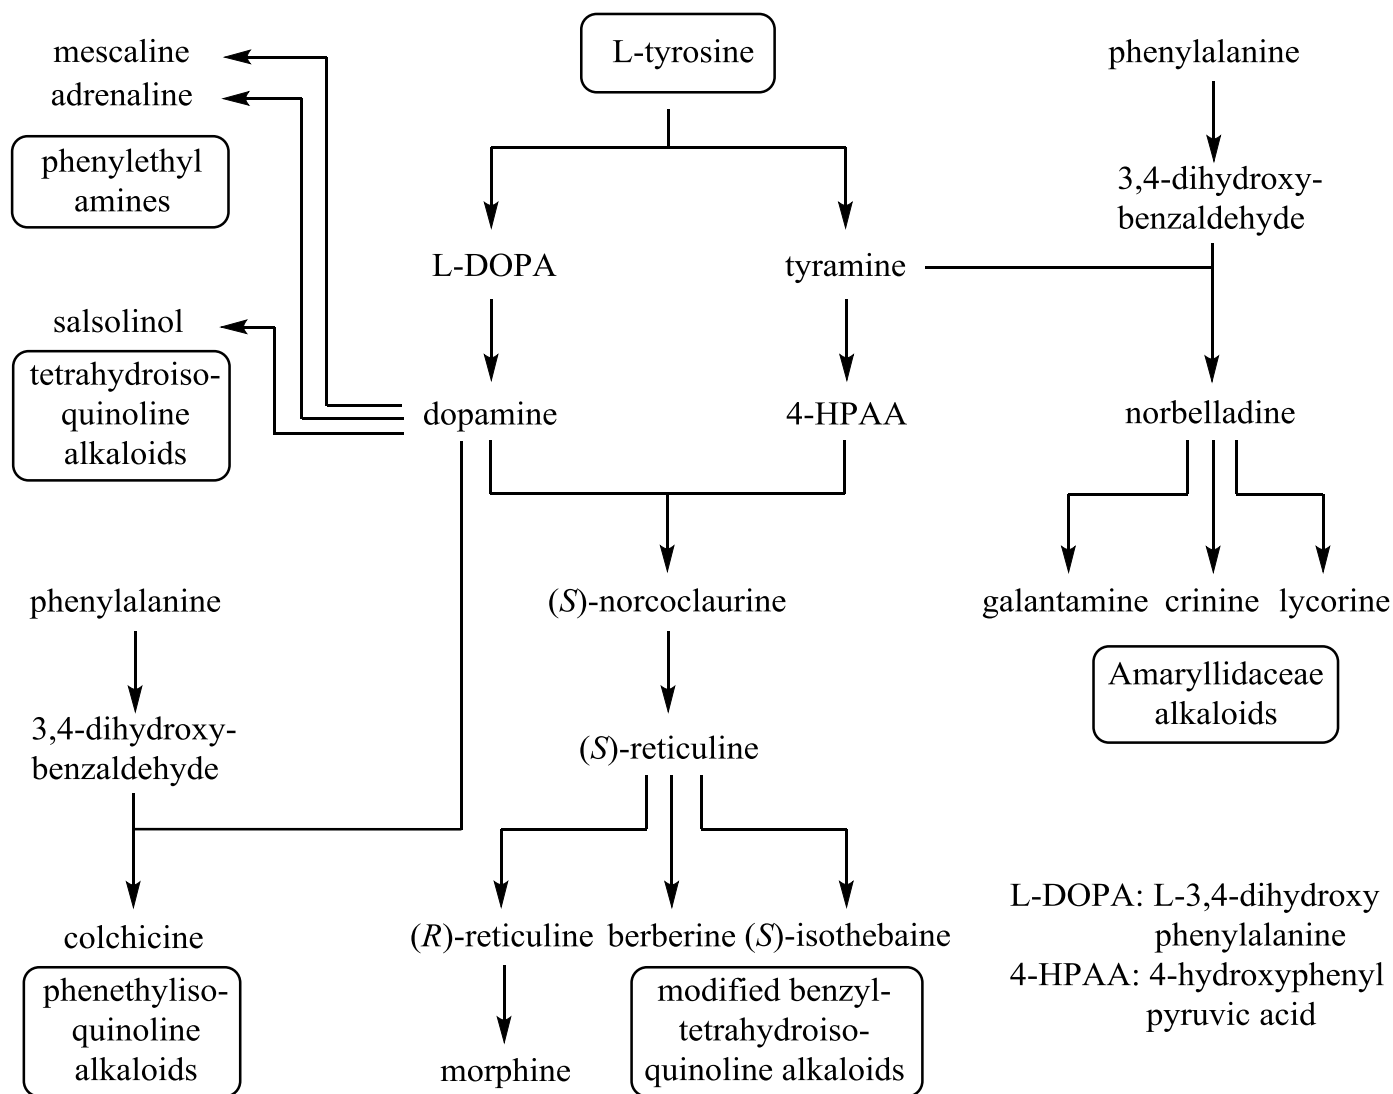 mescaline
adrenaline
phenylethyl
amines
salsolinol
tetrahydroiso-
quinoline
alkaloids
L-tyrosine
L-DOPA
tyramine
dopamine
4-HPAA
phenylalanine
3,4-dihydroxy-
benzaldehyde
norbelladine
galantamine crinine lycorine
Amaryllidaceae
alkaloids
(S)-norcoclaurine
(S)-reticuline
phenylalanine
3,4-dihydroxy-
benzaldehyde
colchicine
phenethyliso-
quinoline
alkaloids
(R)-reticuline berberine (S)-isothebaine
morphine
modified benzyl-
tetrahydroiso-
quinoline alkaloids
L-DOPA: L-3,4-dihydroxy
phenylalanine
4-HPAA: 4-hydroxyphenyl
pyruvic acid